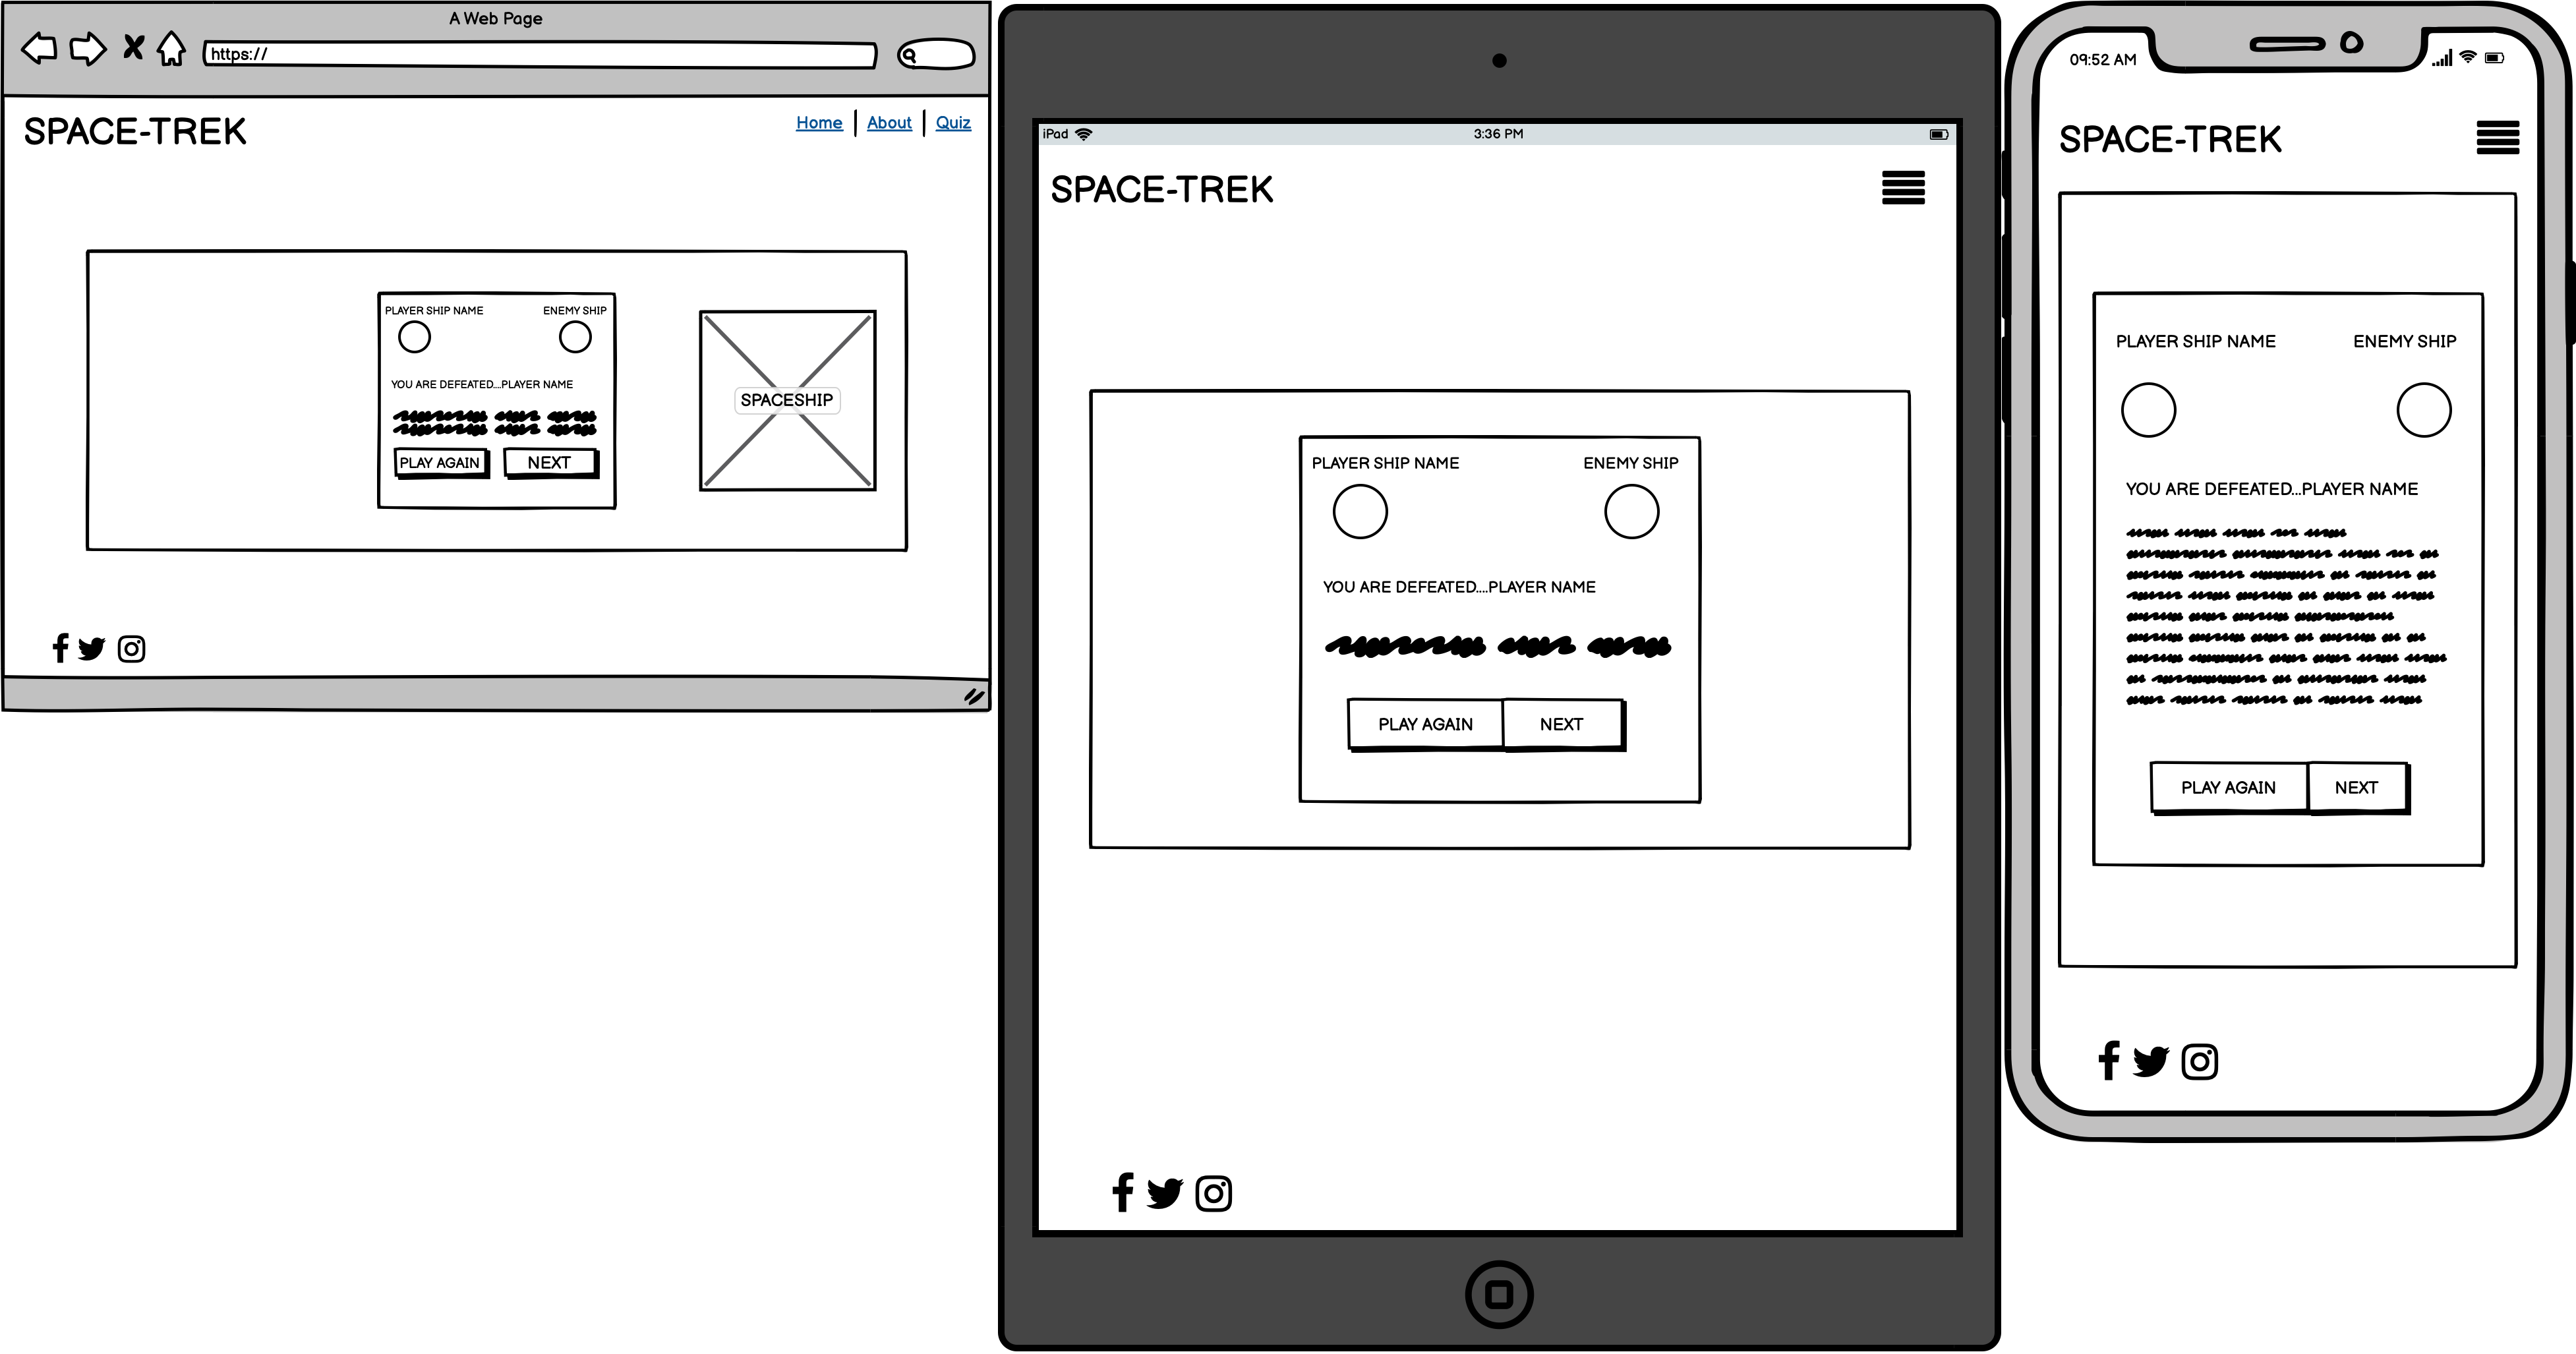 A Web Page
https://
SPACE-TREK
Home | About | Quiz
PLAYER SHIP NAME ENEMY SHIP
YOU ARE DEFEATED....PLAYER NAME
PLAY AGAIN NEXT
SPACESHIP
iPad 3:36 PM
SPACE-TREK
PLAYER SHIP NAME ENEMY SHIP
YOU ARE DEFEATED....PLAYER NAME
PLAY AGAIN NEXT
09:52 AM
SPACE-TREK
PLAYER SHIP NAME ENEMY SHIP
YOU ARE DEFEATED...PLAYER NAME
PLAY AGAIN NEXT